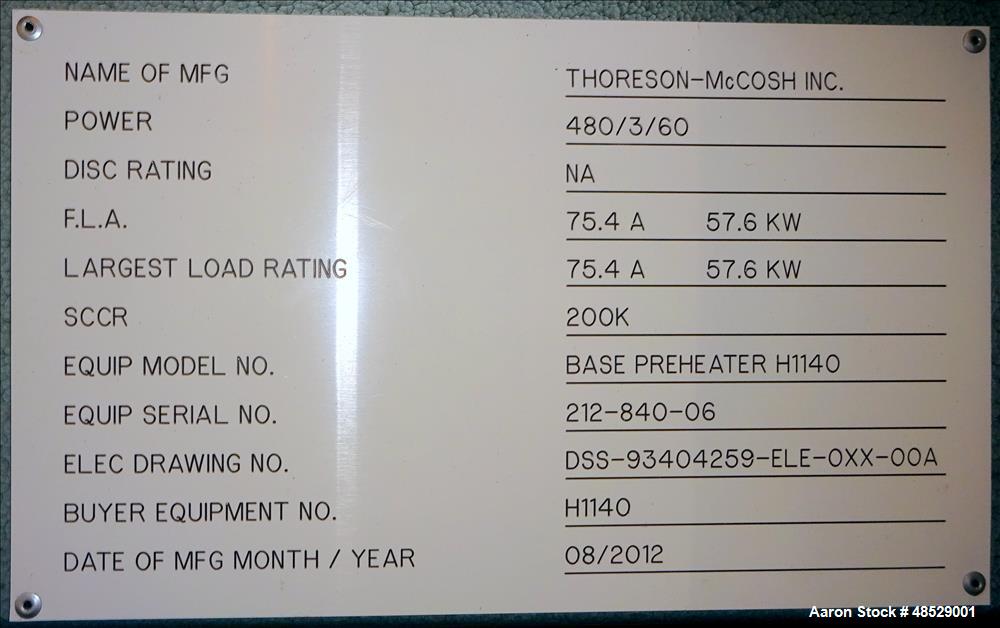 NAME OF MFG THORESON-McCOSH INC.
POWER 480/3/60
DISC RATING NA
F.L.A. 75.4 A 57.6 KW
LARGEST LOAD RATING 75.4 A 57.6 KW
SCCR 200K
EQUIP MODEL NO. BASE PREHEATER H1140
EQUIP SERIAL NO. 212-840-06
ELEC DRAWING NO. DSS-93404259-ELE-0XX-00A
BUYER EQUIPMENT NO. H1140
DATE OF MFG MONTH / YEAR 08/2012
Aaron Stock # 48529001